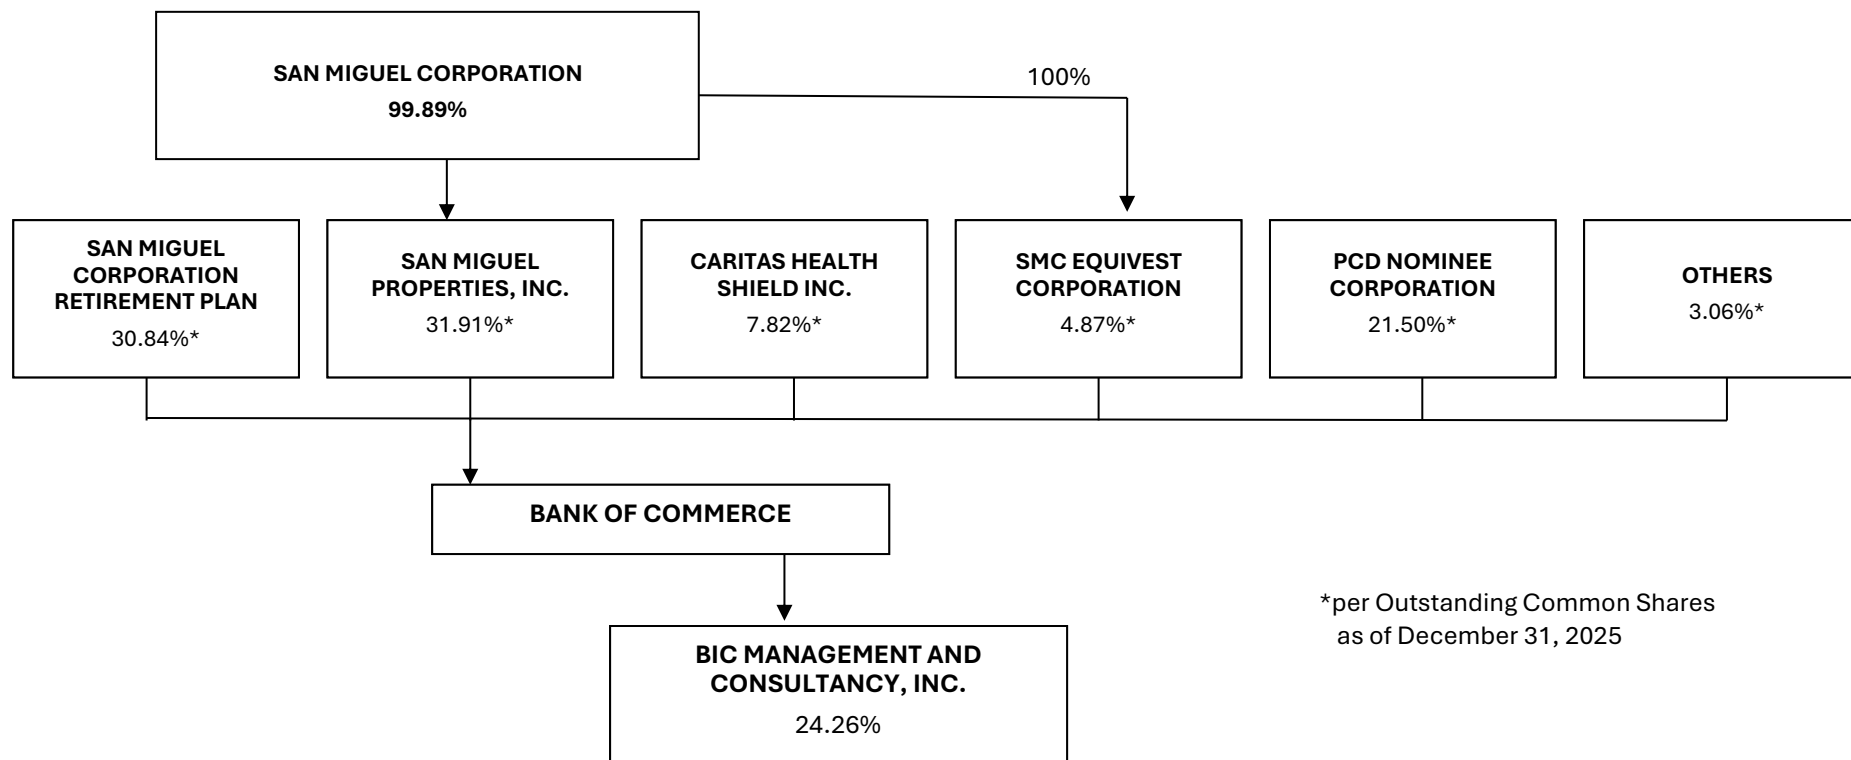 SAN MIGUEL CORPORATION
99.89%
100%
SAN MIGUEL
CORPORATION
RETIREMENT PLAN
30.84%*
SAN MIGUEL
PROPERTIES, INC.
31.91%*
CARITAS HEALTH
SHIELD INC.
7.82%*
SMC EQUIVEST
CORPORATION
4.87%*
PCD NOMINEE
CORPORATION
21.50%*
OTHERS
3.06%*
BANK OF COMMERCE
*per Outstanding Common Shares
as of December 31, 2025
BIC MANAGEMENT AND
CONSULTANCY, INC.
24.26%